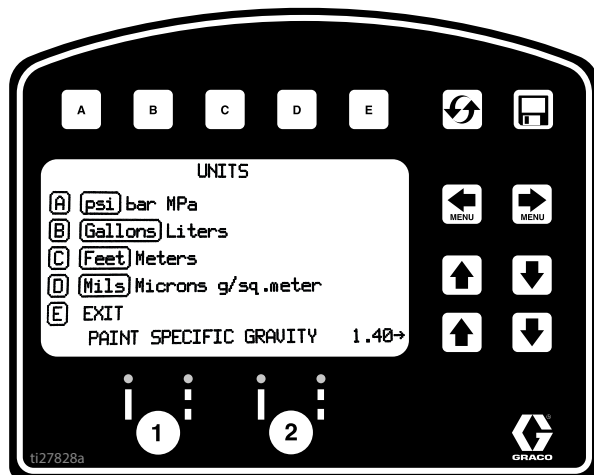 A B C D E
UNITS
A psi bar MPa
MENU MENU
B Gallons Liters
C Feet Meters
D Mils Microns g/sq.meter
E EXIT
PAINT SPECIFIC GRAVITY 1.40→
1 2
ti27828a
GRACO